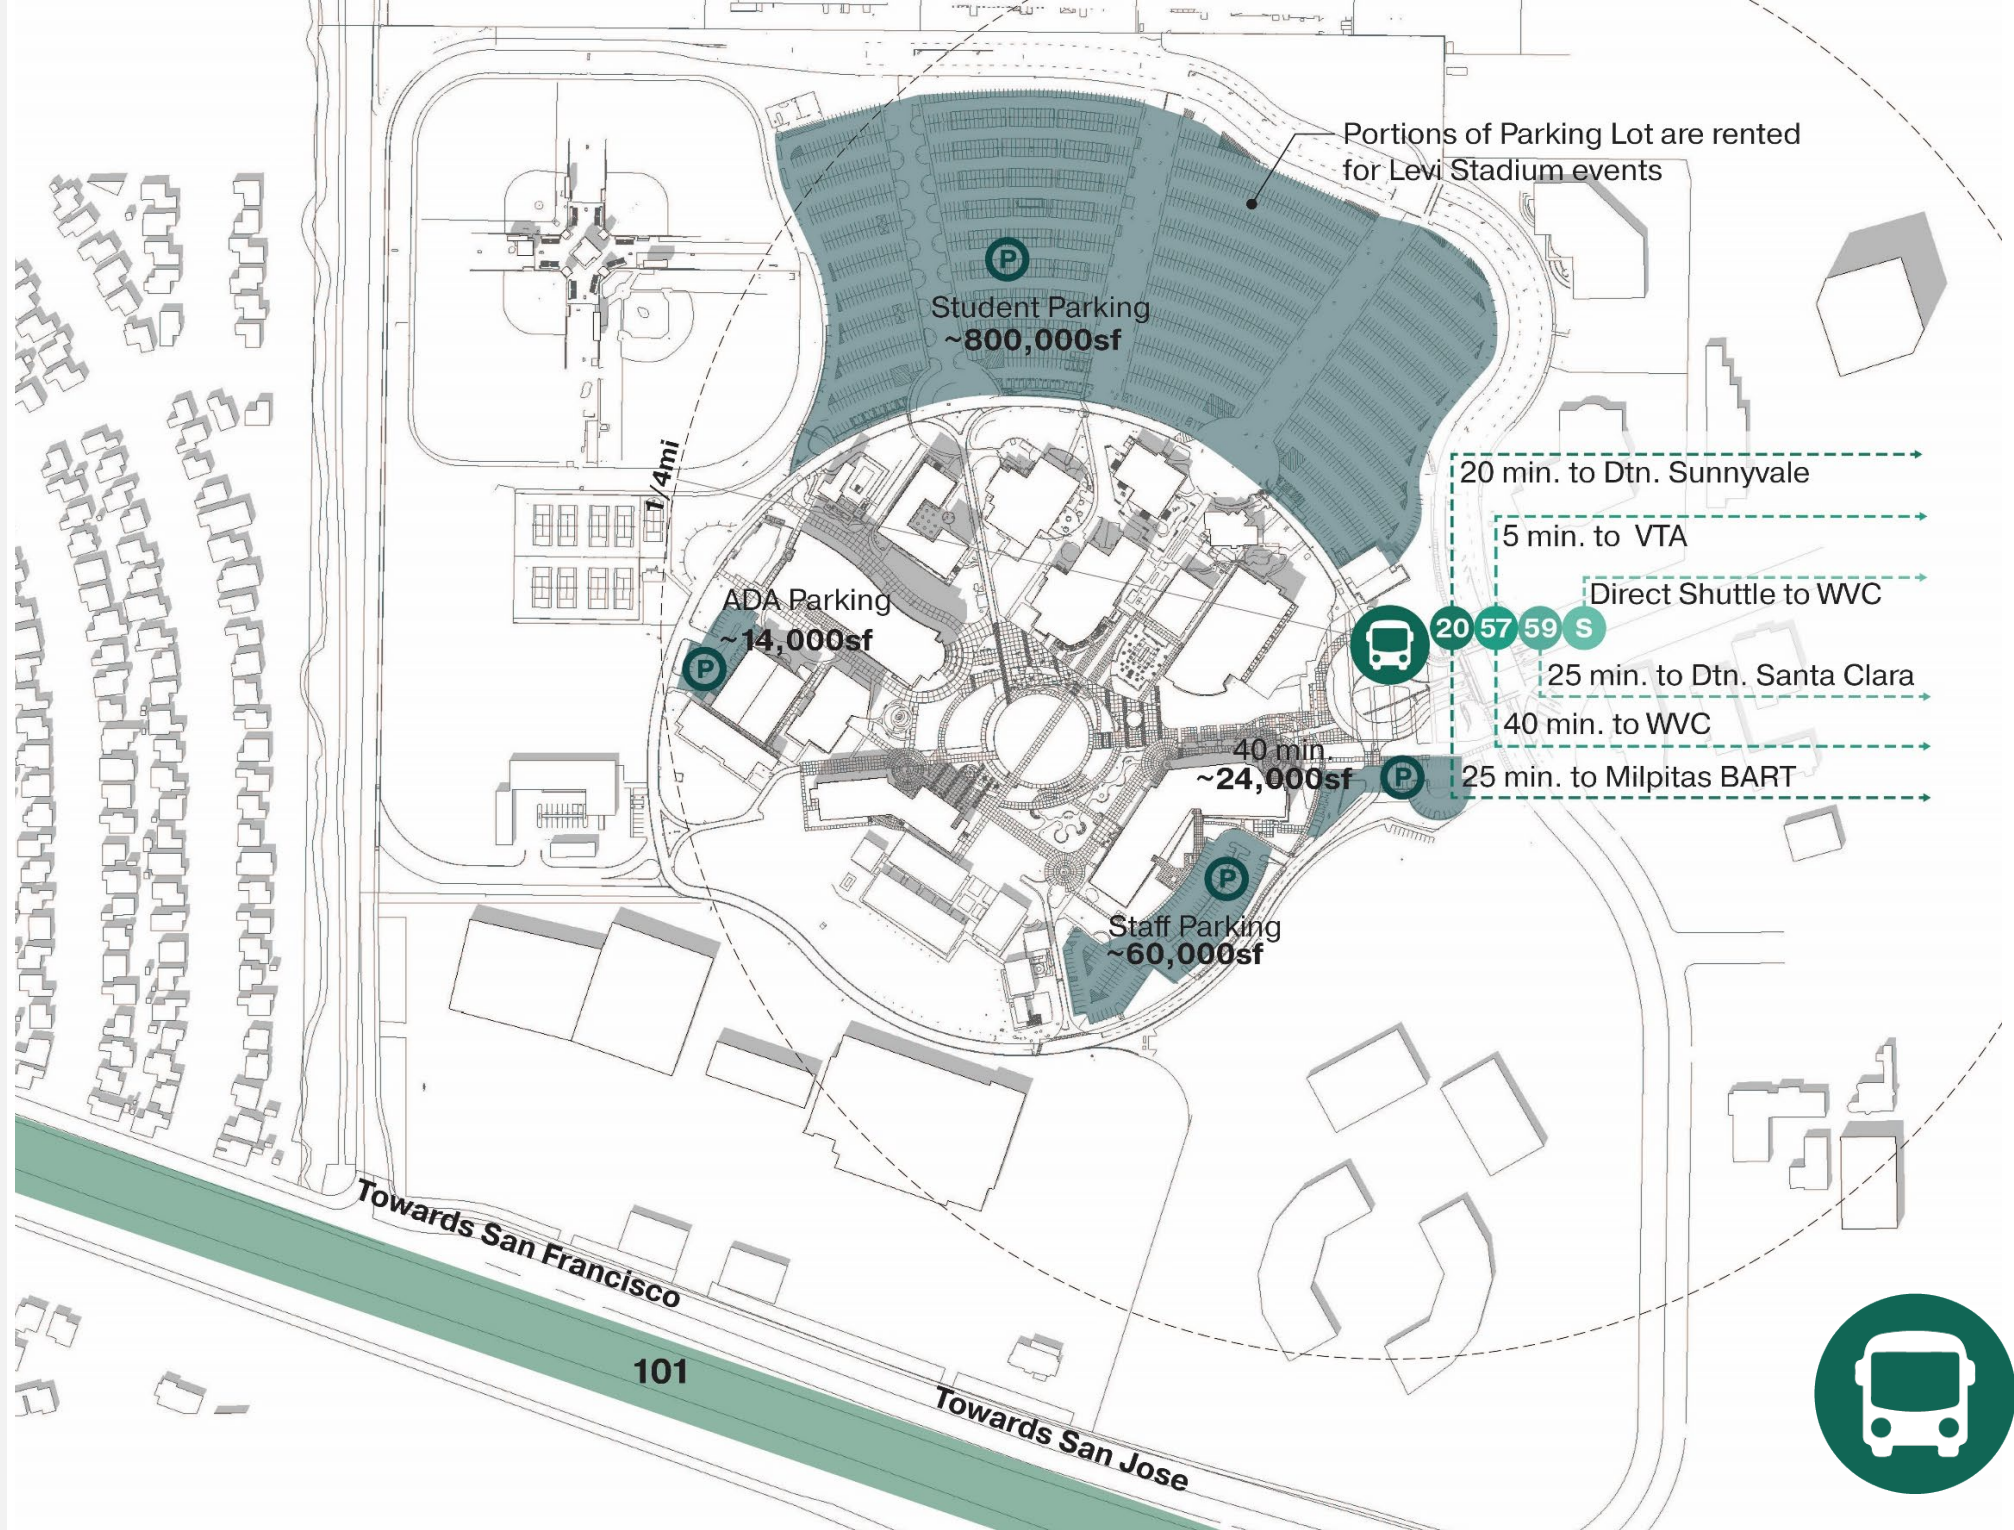 Portions of Parking Lot are rented
for Levi Stadium events
P
Student Parking
~800,000sf
1/4mi
20 min. to Dtn. Sunnyvale
5 min. to VTA
Direct Shuttle to WVC
20 57 59 S
25 min. to Dtn. Santa Clara
40 min. to WVC
25 min. to Milpitas BART
ADA Parking
~14,000sf
P
40 min.
~24,000sf
P
P
Staff Parking
~60,000sf
Towards San Francisco
101
Towards San Jose